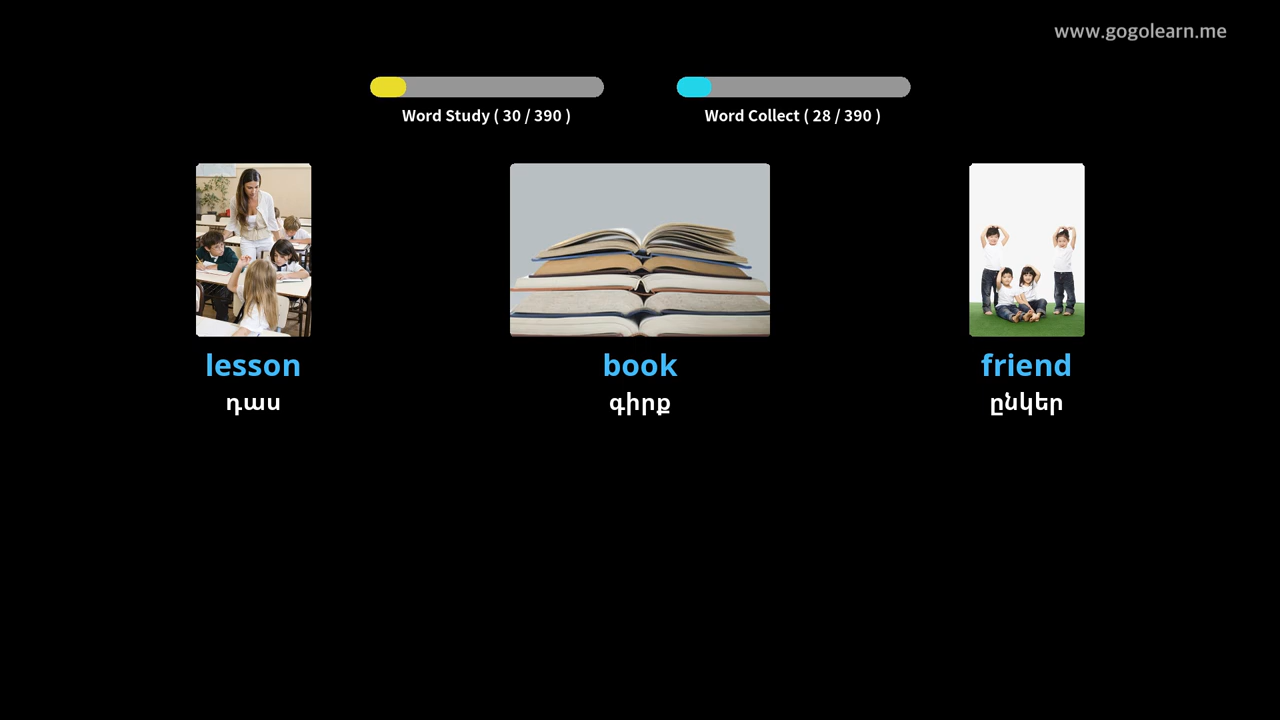 www.gogolearn.me
Word Study ( 30 / 390 )
Word Collect ( 28 / 390 )
lesson
դաս
book
գիրք
friend
ընկեր